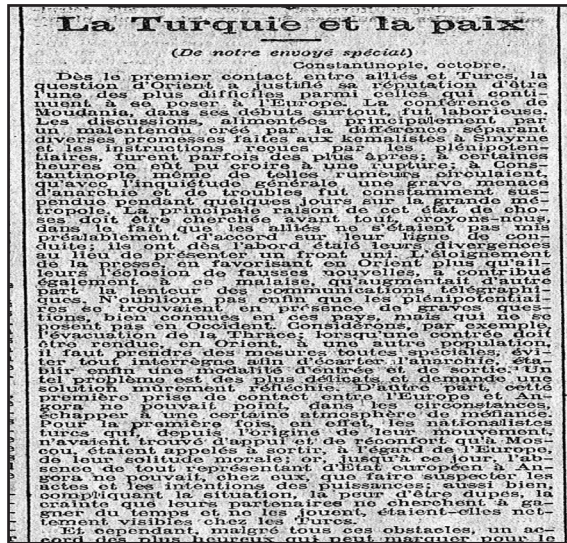 La Turquie et la paix
(De notre envoyé spécial)
Constantinople, octobre.
Dès le premier contact entre alliés et Turcs, la
question d'Orient a justifié sa réputation d'être
l'une des plus difficiles parmi celles qui conti-
nuent à se poser à l'Europe. La conférence de
Moudania, dans ses débuts surtout, fut laborieuse.
Les discussions, alimentées principalement par
un malentendu créé par la différence séparant
diverses promesses faites aux kemalistes à Smyrne
et les instructions reçues par les plénipoten-
tiaires, furent parfois des plus âpres; à certaines
heures on eût pu croire à une rupture; à Cons-
tantinople même de telles rumeurs circulaient,
qu'avec l'inquiétude générale une grave menace
d'anarchie et de troubles fut constamment sus-
pendue pendant quelques jours sur la grande mé-
tropole. La principale raison de cet état de cho-
ses doit être cherchée avant tout, croyons-nous,
dans le fait que les alliés ne s'étaient pas mis
préalablement d'accord sur leur ligne de con-
duite; ils ont dès l'abord étalé leurs divergences
au lieu de présenter un front uni. L'éloignement
de la presse, en favorisant en Orient plus qu'ail-
leurs l'éclosion de fausses nouvelles, a contribué
également à ce malaise, qu'augmentait d'autre
part la lenteur des communications télégraphi-
ques. N'oublions pas enfin que les plénipotentiai-
res se trouvaient en présence de graves ques-
tions, bien connues en ces pays, mais qui ne se
posent pas en Occident. Considérons, par exemple,
l'évacuation de la Thrace; lorsqu'une contrée doit
être rendue, en Orient, à une autre population,
il faut prendre des mesures toutes spéciales, évi-
ter tout interrègne afin d'écarter l'anarchie, éta-
blir enfin une modalité d'entrée et de sortie. Un
tel problème est des plus délicats et demande une
solution mûrement réfléchie. D'autre part, cette
première prise de contact entre l'Europe et An-
gora ne pouvait point, dans les circonstances,
échapper à une certaine atmosphère de méfiance.
Pour la première fois, en effet, les nationalistes
turcs qui, depuis l'origine de leur mouvement,
n'avaient trouvé d'appui et de réconfort qu'à Mos-
cou, étaient appelés à sortir, à l'égard de l'Europe,
de leur solitude morale; or, jusqu'à ce jour, l'ab-
sence de tout représentant d'Etat européen à An-
gora ne pouvait, chez eux, que faire suspecter les
actes et les intentions des puissances; aussi bien,
compliquant la situation, la peur d'être dupés, la
crainte que leurs partenaires ne cherchent à ga-
gner du temps et ne les jouent, étaient-elles net-
tement visibles chez les Turcs.
Et cependant, malgré tous ces obstacles, un ac-
cord des plus heureux qui peut marquer pour le